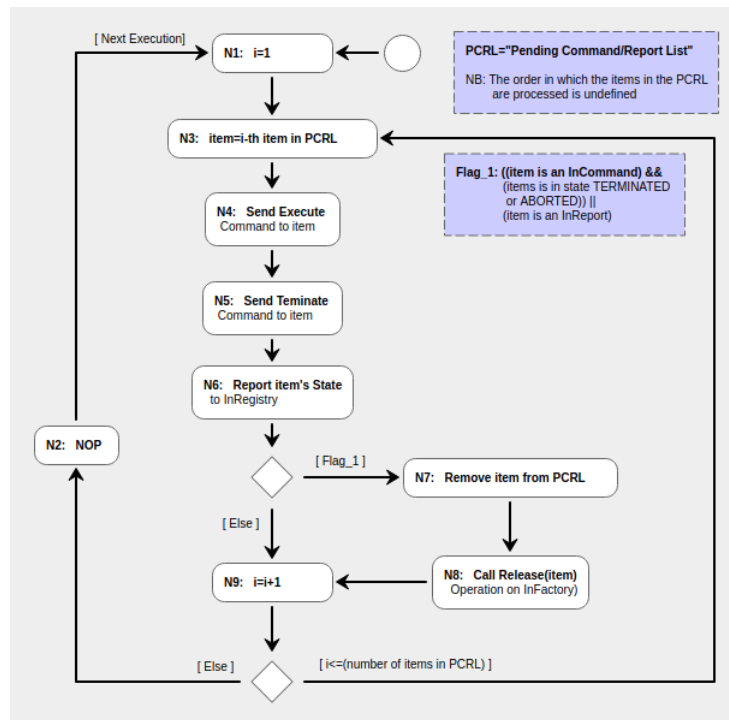 [ Next Execution]
N1:   i=1
PCRL="Pending Command/Report List"
NB: The order in which the items in the PCRL
are processed is undefined
N3:   item=i-th item in PCRL
Flag_1: ((item is an InCommand) &&
(items is in state TERMINATED
or ABORTED)) ||
(item is an InReport)
N4:   Send Execute
Command to item
N5:   Send Teminate
Command to item
N6:   Report item's State
to InRegistry
N2:   NOP
[ Flag_1 ]
N7:   Remove item from PCRL
[ Else ]
N9:   i=i+1
N8:   Call Release(item)
Operation on InFactory)
[ Else ]
[ i<=(number of items in PCRL) ]